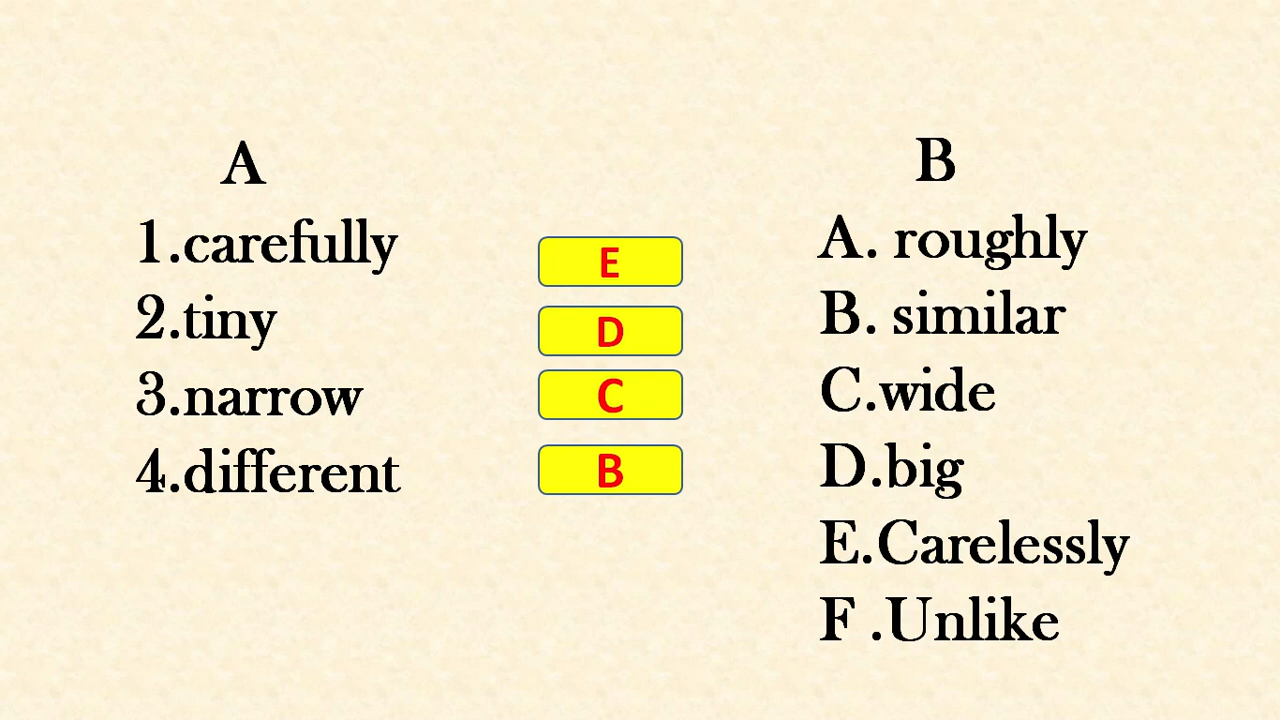 A
1.carefully
2.tiny
3.narrow
4.different
E
D
C
B
B
A. roughly
B. similar
C.wide
D.big
E.Carelessly
F .Unlike